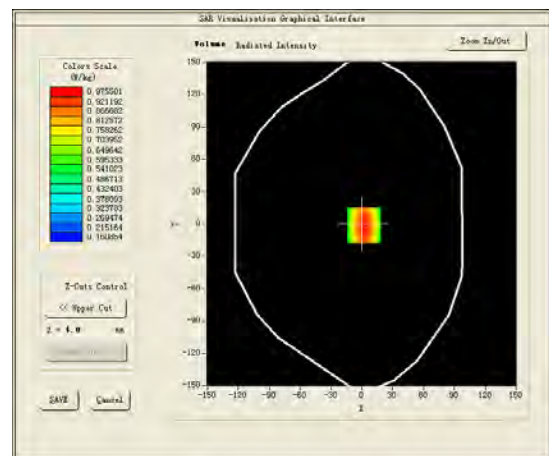 SAR Visualisation Graphical Interface
Volume Radiated Intensity
Zoom In/Out
Colors Scale
(W/kg)
0.975501
0.921192
0.866882
0.812572
0.758262
0.703952
0.649642
0.595333
0.541023
0.486713
0.432403
0.378093
0.323783
0.269474
0.215164
0.160854
150
120
90
60
30
0
-30
-60
-90
-120
-150
Y
-150 -120 -90 -60 -30 0 30 60 90 120 150
X
Z-Cuts Control
<< Upper Cut
Z = 4.0 mm
SAVE
Cancel